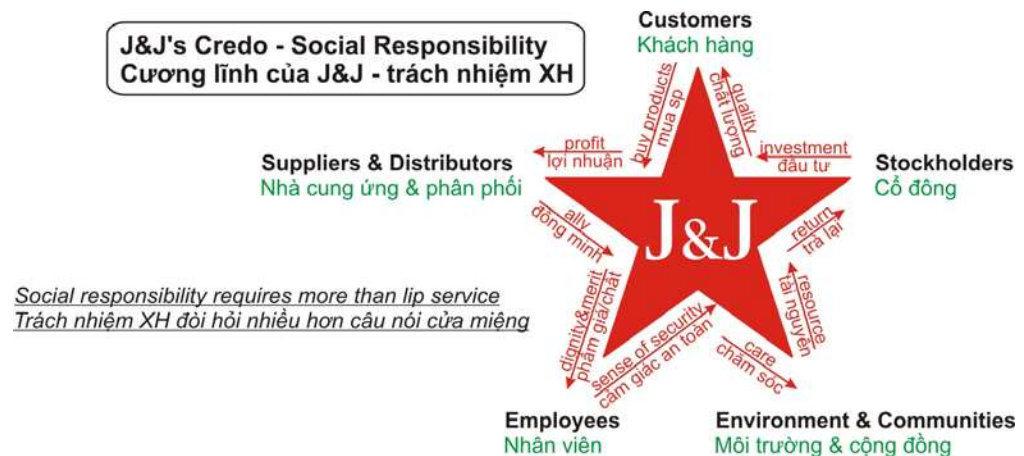 J&J's Credo - Social Responsibility
Cương lĩnh của J&J - trách nhiệm XH
Customers
Khách hàng
buy products
mua sp
quality
chất lượng
profit
lợi nhuận
investment
đầu tư
Suppliers & Distributors
Nhà cung ứng & phân phối
Stockholders
Cổ đông
J&J
ally
đồng minh
return
trả lại
Social responsibility requires more than lip service
Trách nhiệm XH đòi hỏi nhiều hơn câu nói cửa miệng
dignity&merit
phẩm giá/chất
sense of security
cảm giác an toàn
care
chăm sóc
resource
tài nguyên
Employees
Nhân viên
Environment & Communities
Môi trường & cộng đồng